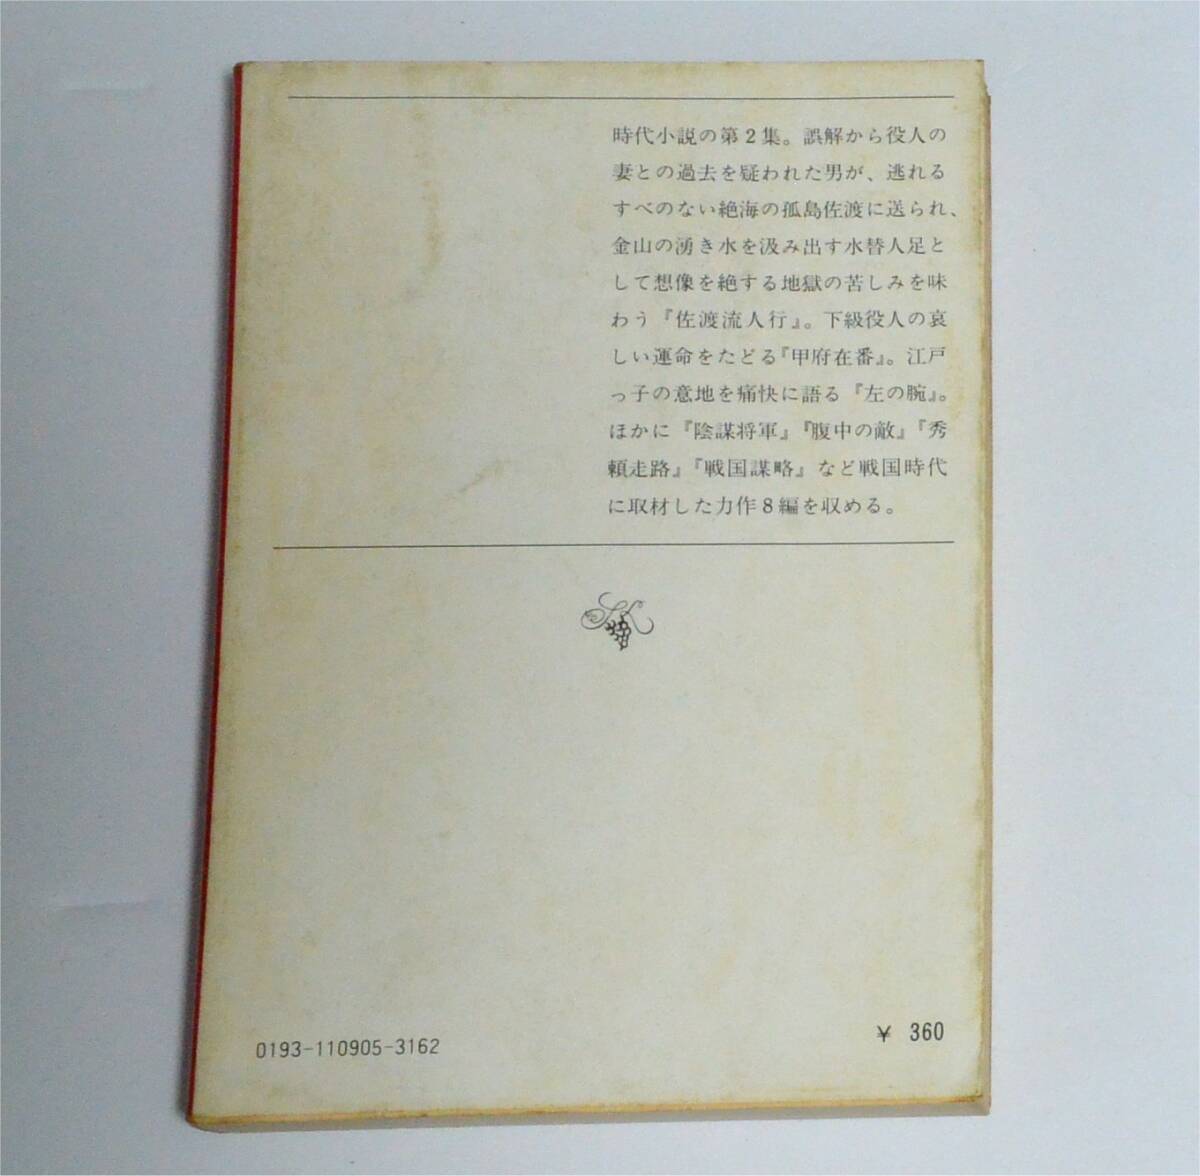 時代小説の第2集。誤解から役人の
妻との過去を疑われた男が、逃れる
すべのない絶海の孤島佐渡に送られ、
金山の湧き水を汲み出す水替人足と
して想像を絶する地獄の苦しみを味
わう『佐渡流人行』。下級役人の哀
しい運命をたどる『甲府在番』。江戸
っ子の意地を痛快に語る『左の腕』。
ほかに『陰謀将軍』『腹中の敵』『秀
頼走路』『戦国謀略』など戦国時代
に取材した力作8編を収める。
0193-110905-3162
¥ 360